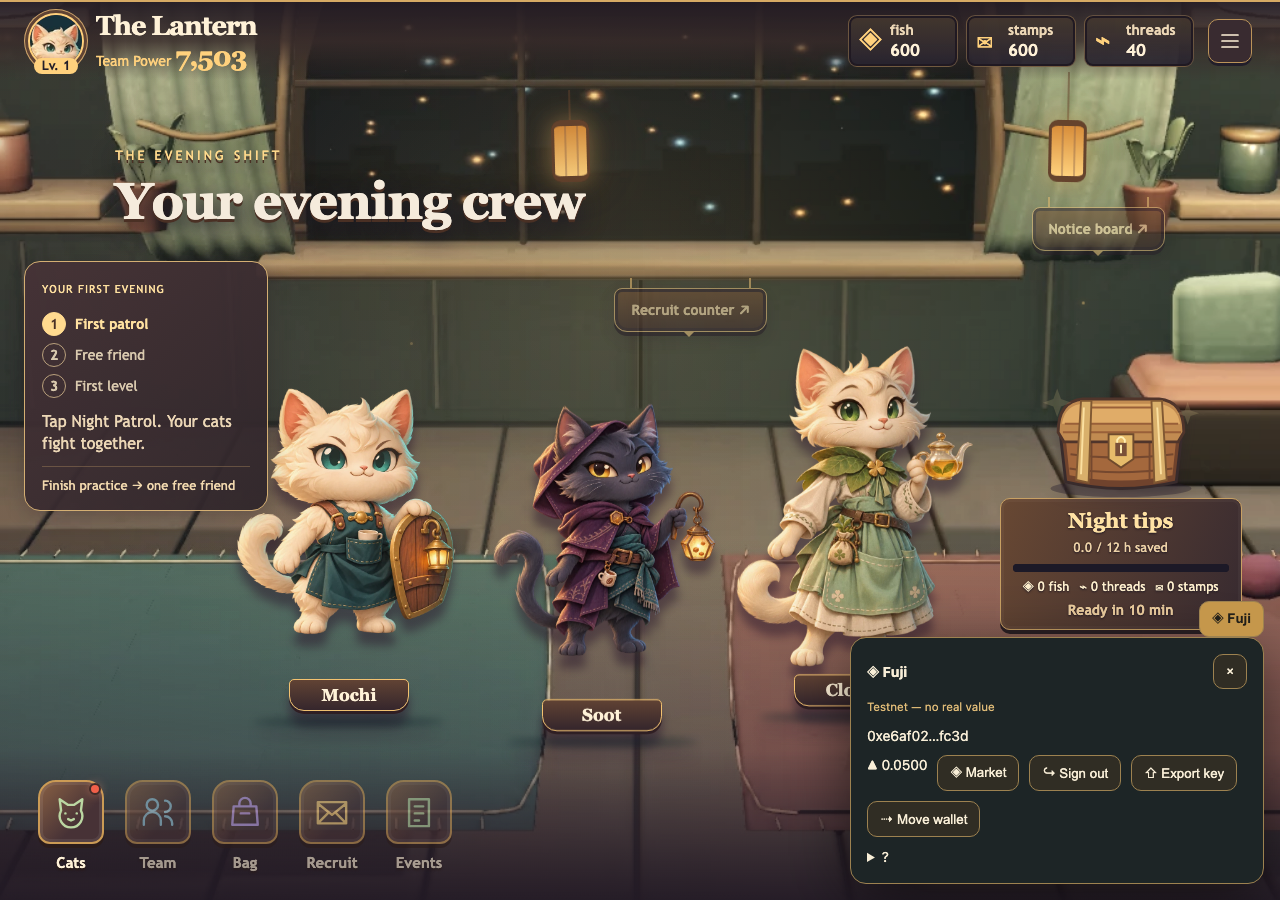 The Lantern
Lv. 1
Team Power 7,503
fish
600
stamps
600
threads
40
THE EVENING SHIFT
Your evening crew
Notice board ↗
Recruit counter ↗
YOUR FIRST EVENING
1 First patrol
2 Free friend
3 First level
Tap Night Patrol. Your cats
fight together.
Finish practice → one free friend
Night tips
0.0 / 12 h saved
0 fish 0 threads 0 stamps
Ready in 10 min
Fuji
Mochi
Soot
Clo
Fuji ×
Testnet — no real value
0xe6af02…fc3d
▲ 0.0500
◈ Market
↪ Sign out
⇧ Export key
⇢ Move wallet
▶ ?
Cats
Team
Bag
Recruit
Events